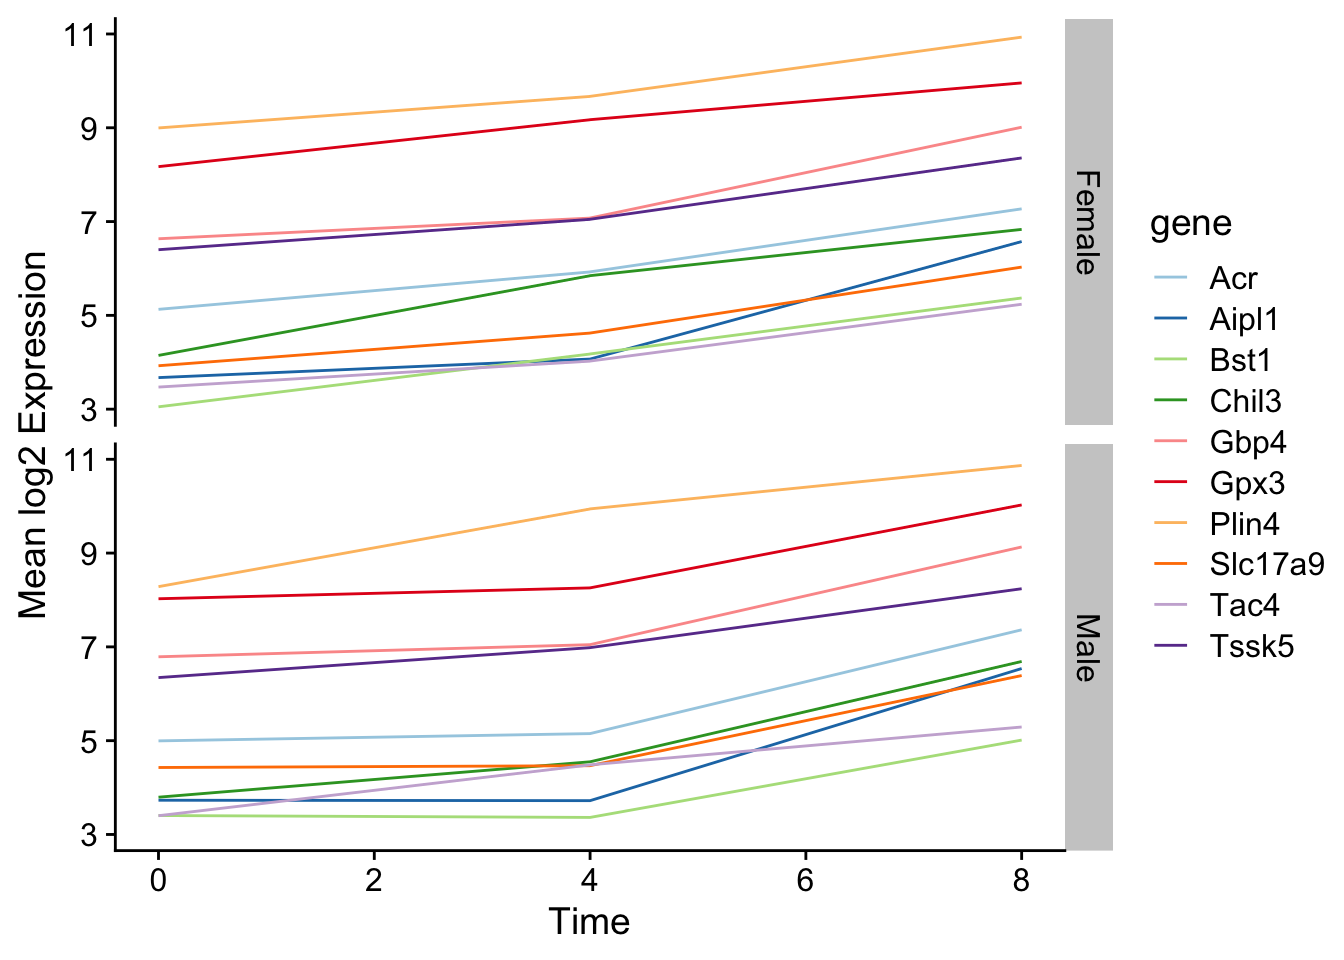 Mean log2 Expression
11
9
7
5
3
Female
11
9
7
5
3
Male
0 2 4 6 8
Time
gene
Acr
Aipl1
Bst1
Chil3
Gbp4
Gpx3
Plin4
Slc17a9
Tac4
Tssk5